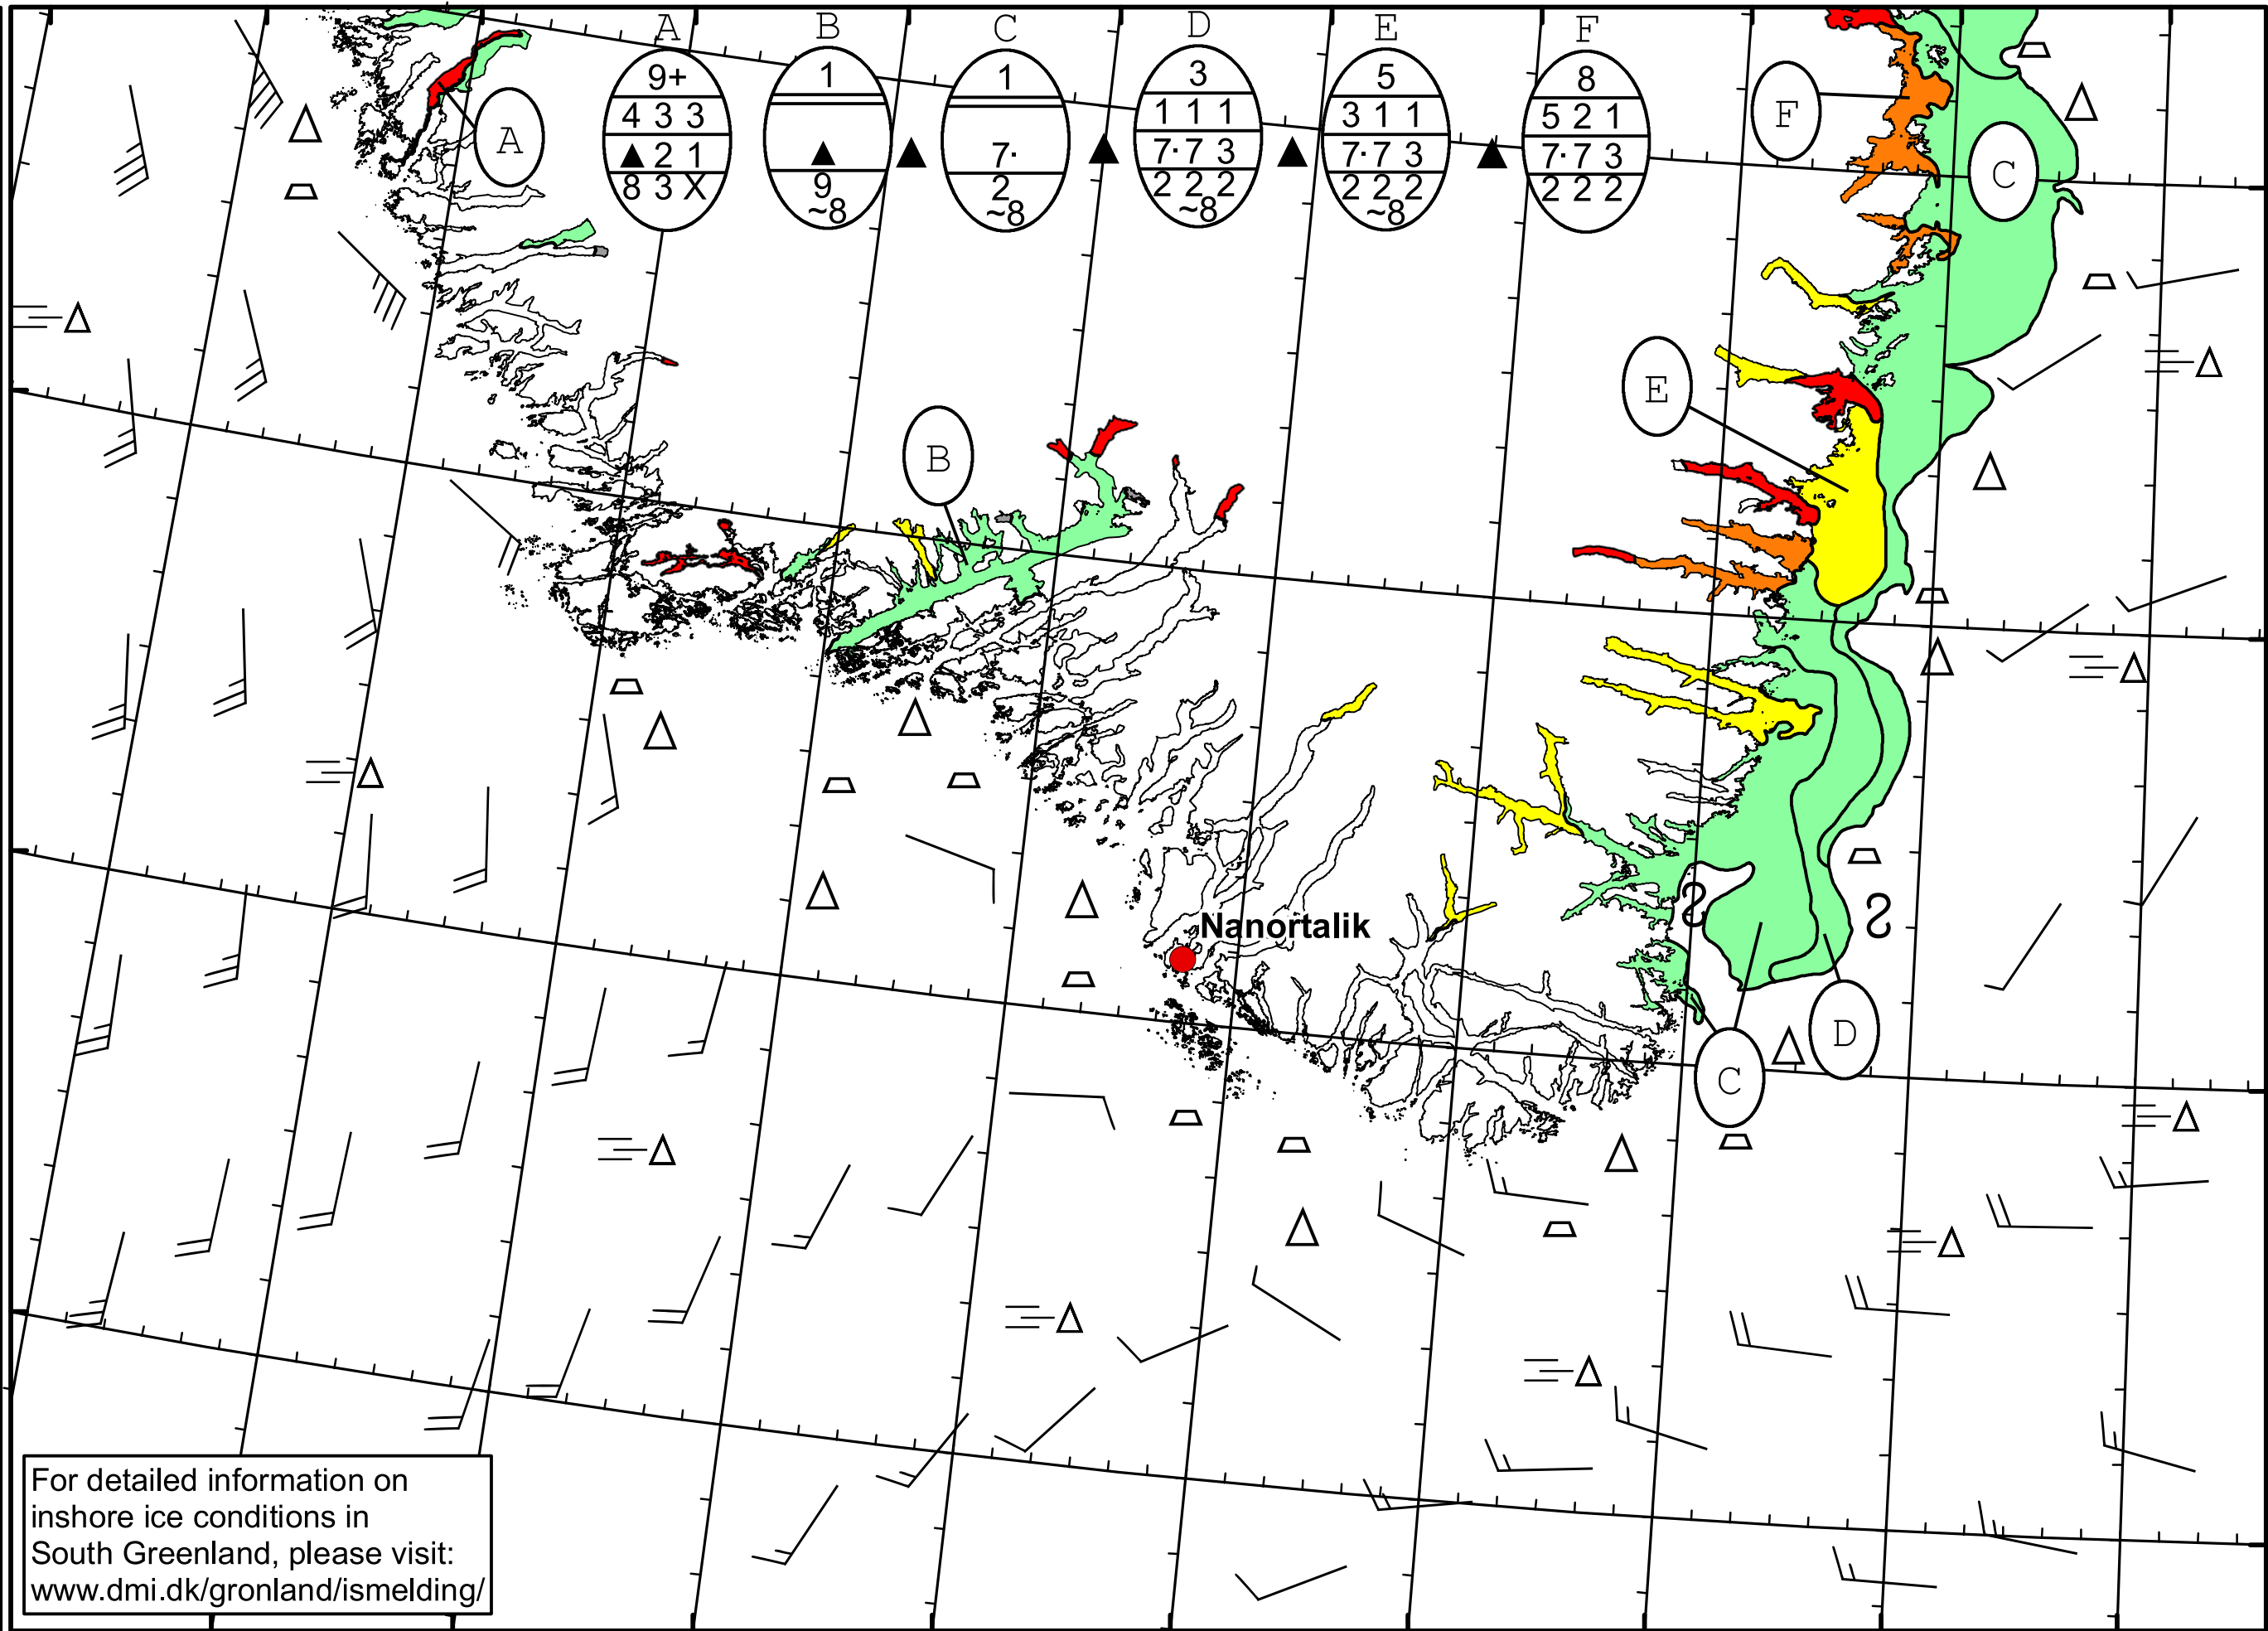 A B C D E F
9+ 1 1 3 5 8
4 3 3 1 1 1 3 1 1 5 2 1
▲ 2 1 ▲ ▲ 7· ▲ 7·7 3 ▲ 7·7 3 ▲ 7·7 3
8 3 X 9 2 2 2 2 2 2 2 2 2 2
~8 ~8 ~8 ~8
F
A
C
E
B
Nanortalik
D
C
For detailed information on
inshore ice conditions in
South Greenland, please visit:
www.dmi.dk/gronland/ismelding/